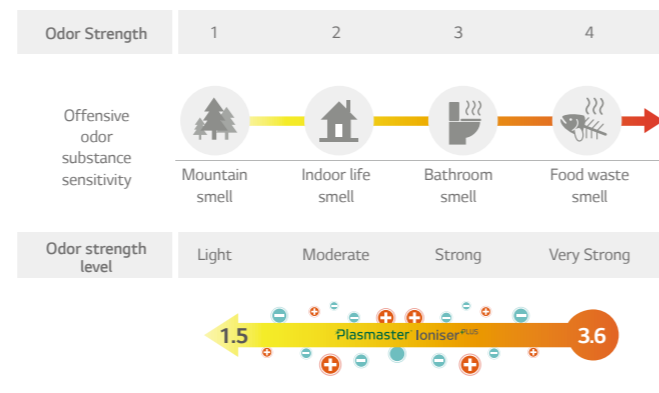 Odor Strength 1 2 3 4
Offensive
odor
substance
sensitivity
Mountain
smell
Indoor life
smell
Bathroom
smell
Food waste
smell
Odor strength
level
Light Moderate Strong Very Strong
1.5 Plasmaster Ioniser PLUS 3.6